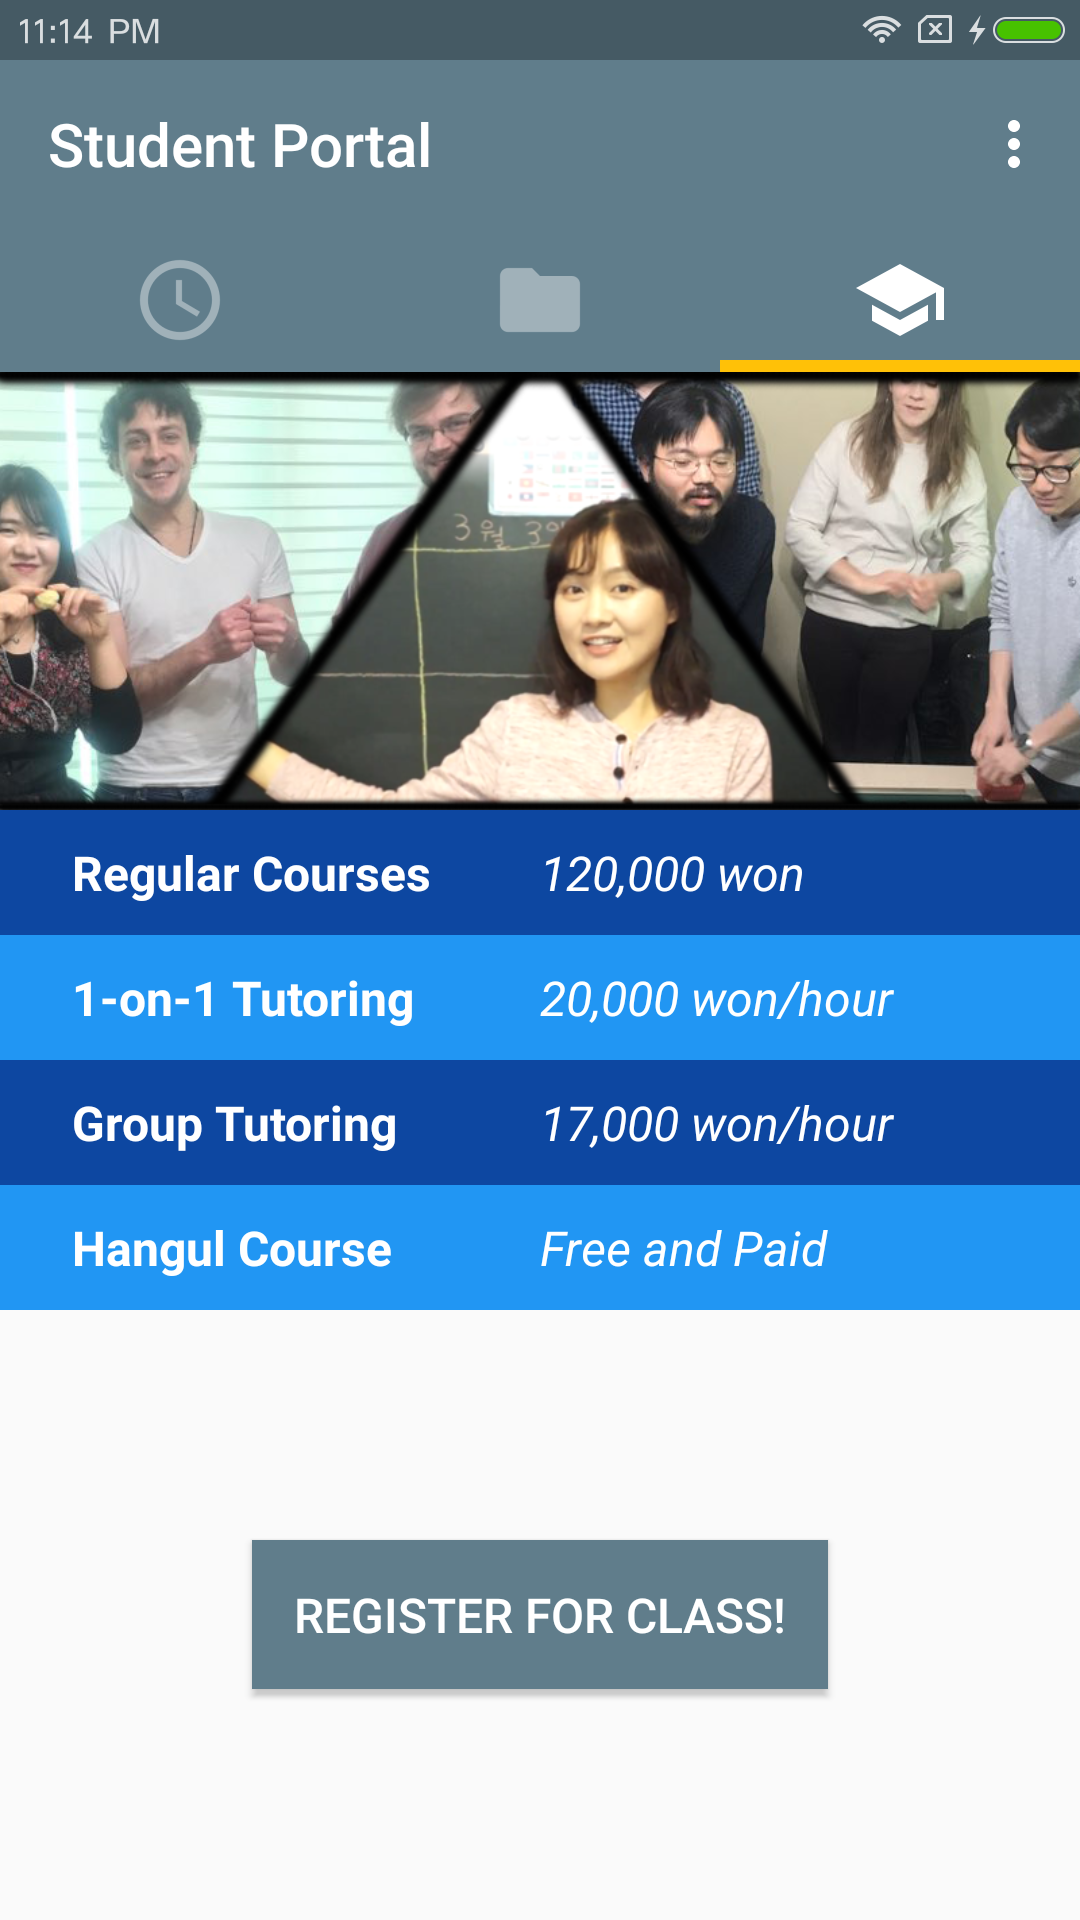 11:14 PM
Student Portal
3월 3일
Regular Courses 120,000 won
1-on-1 Tutoring 20,000 won/hour
Group Tutoring 17,000 won/hour
Hangul Course Free and Paid
REGISTER FOR CLASS!